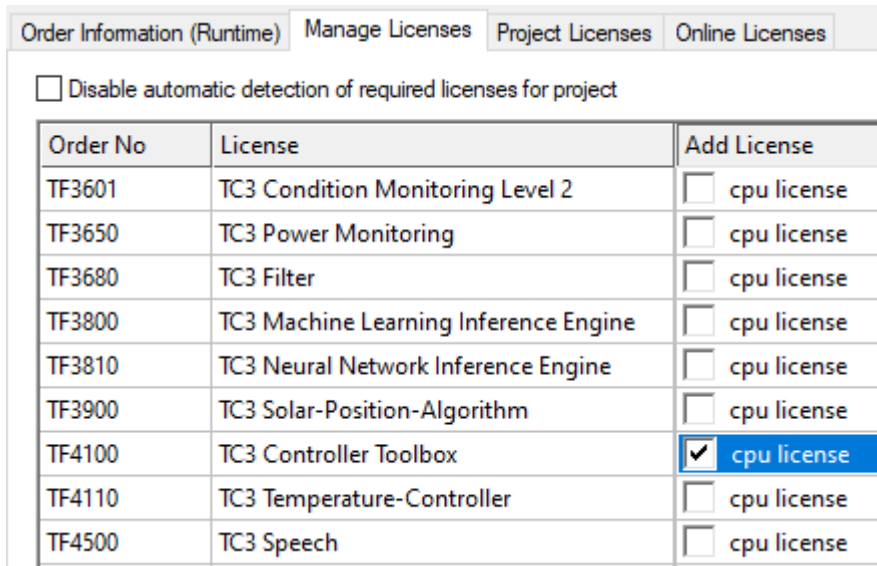 Order Information (Runtime) Manage Licenses Project Licenses Online Licenses
Disable automatic detection of required licenses for project
Order No License Add License
TF3601 TC3 Condition Monitoring Level 2 cpu license
TF3650 TC3 Power Monitoring cpu license
TF3680 TC3 Filter cpu license
TF3800 TC3 Machine Learning Inference Engine cpu license
TF3810 TC3 Neural Network Inference Engine cpu license
TF3900 TC3 Solar-Position-Algorithm cpu license
TF4100 TC3 Controller Toolbox cpu license
TF4110 TC3 Temperature-Controller cpu license
TF4500 TC3 Speech cpu license